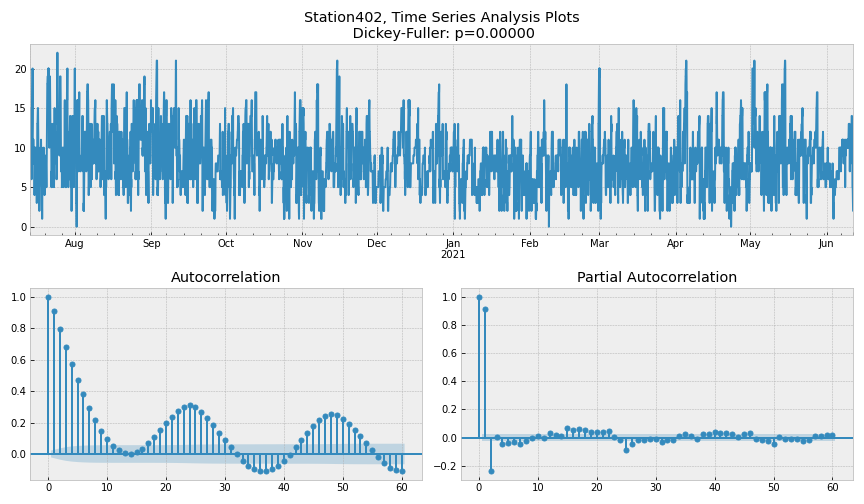 Station402, Time Series Analysis Plots
Dickey-Fuller: p=0.00000
20
15
10
5
0
Aug Sep Oct Nov Dec Jan Feb Mar Apr May Jun
2021
Autocorrelation
1.0
0.8
0.6
0.4
0.2
0.0
0 10 20 30 40 50 60
Partial Autocorrelation
1.0
0.8
0.6
0.4
0.2
0.0
−0.2
0 10 20 30 40 50 60